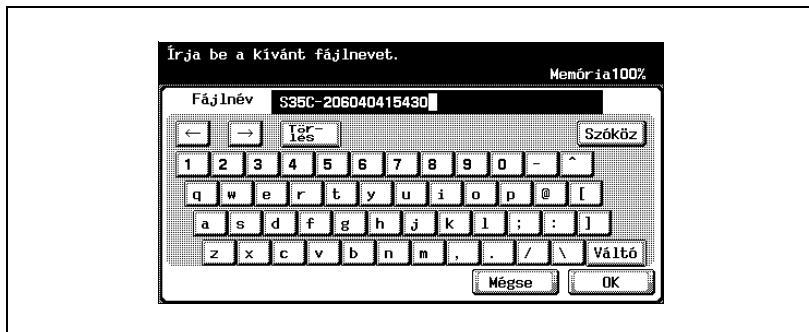 Írja be a kívánt fájlnevet.
Memória100%
Fájlnév S35C-206040415430
← → Tör-lés Szóköz
1 2 3 4 5 6 7 8 9 0 - ^
q w e r t y u i o p @ [
a s d f g h j k l ; : ]
z x c v b n m , . / \ Váltó
Mégse OK